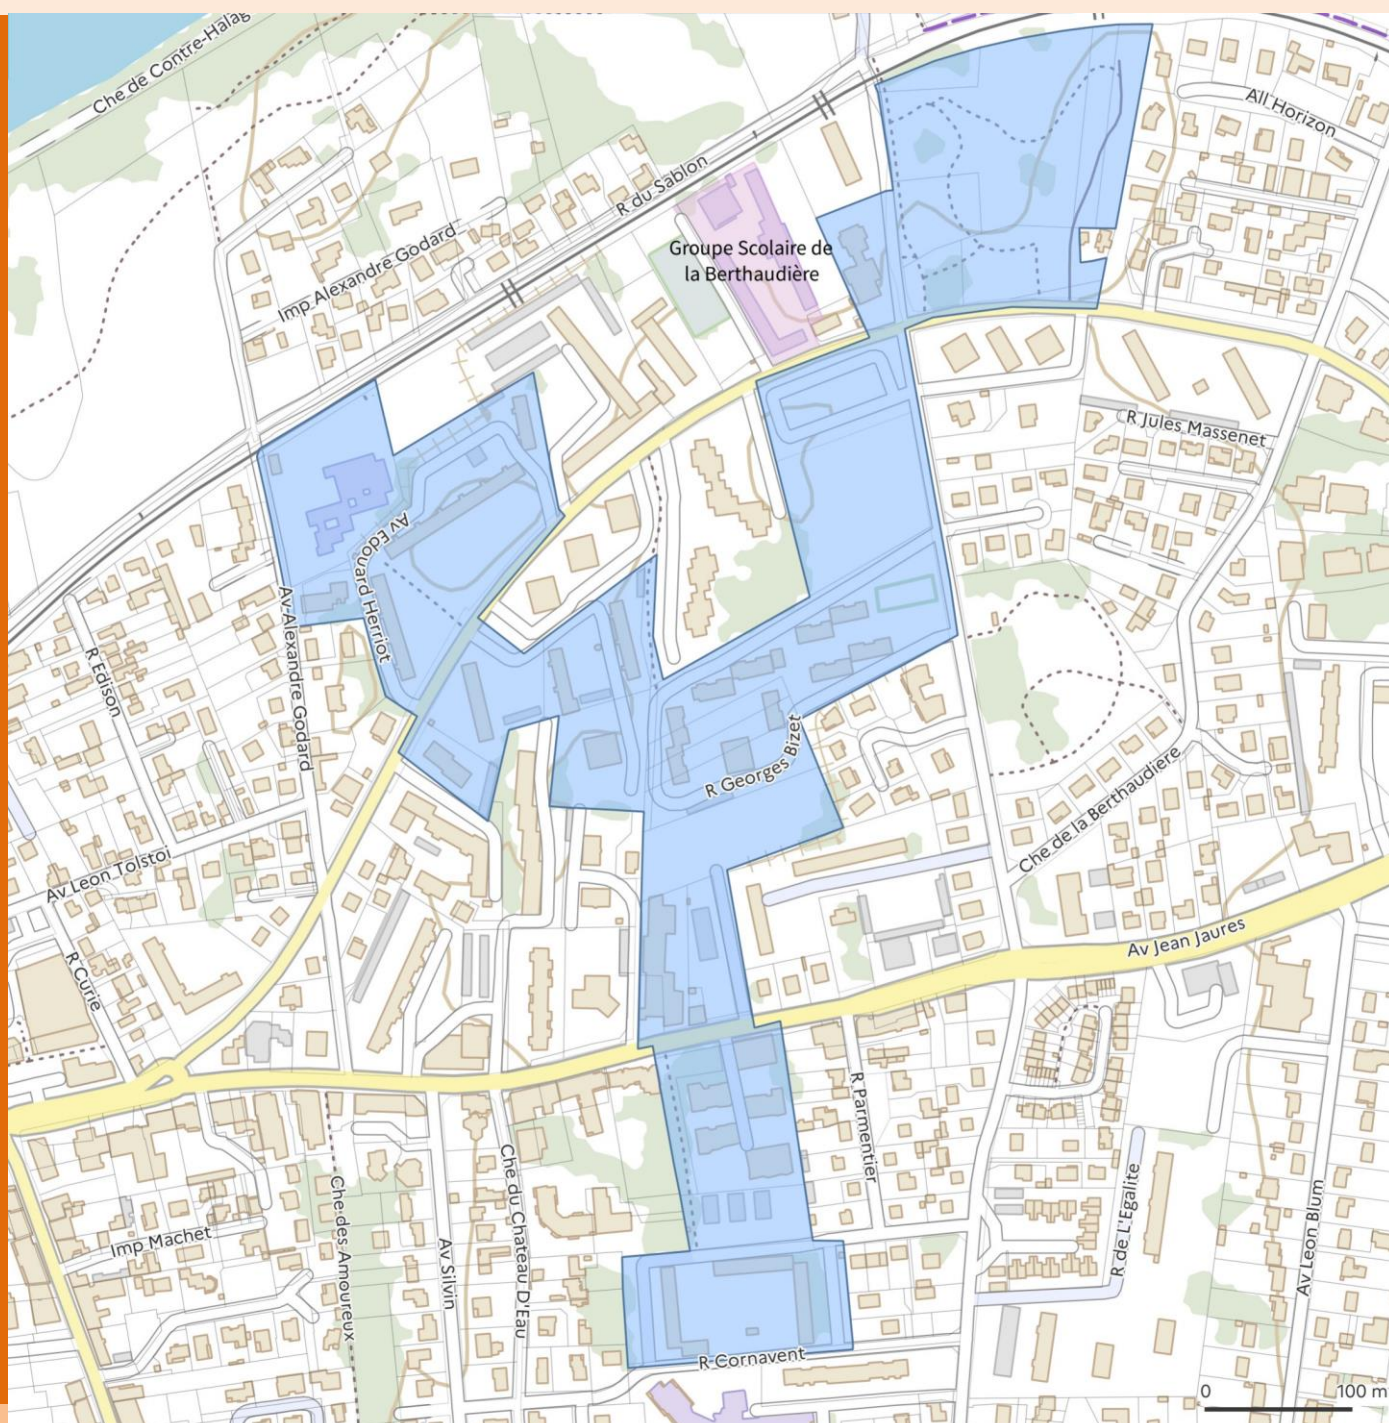 Che de Contre-Halag
All Horizon
R du Sablon
Groupe Scolaire de
la Berthaudière
Imp Alexandre Godard
R Jules Massenet
Av Edouard Herriot
Av Alexandre Godard
R Edison
R Georges Bizet
Che de la Berthaudiere
Av Leon Tolstoi
Av Jean Jaures
R Curie
R Parmentier
Che du Chateau D'Eau
R de L'Egalite
Che des Amoureux
Av Leon Blum
Imp Machet
Av Silvin
R Cornavent
0 100 m